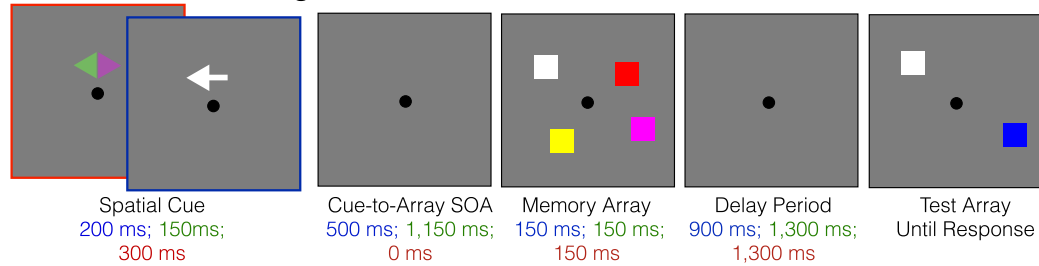 Spatial Cue
200 ms; 150ms;
300 ms
Cue-to-Array SOA
500 ms; 1,150 ms;
0 ms
Memory Array
150 ms; 150 ms;
150 ms
Delay Period
900 ms; 1,300 ms;
1,300 ms
Test Array
Until Response